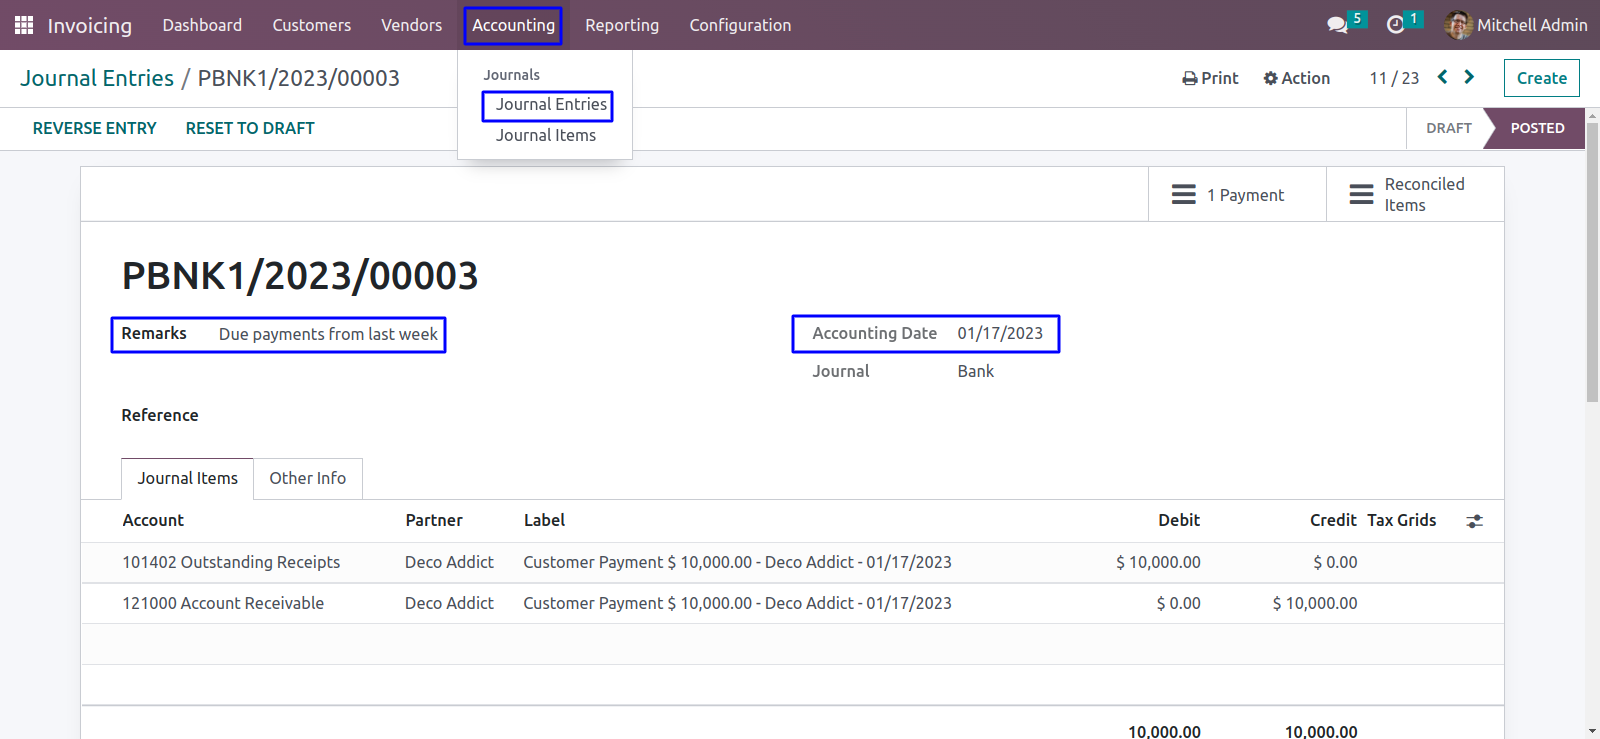 Invoicing Dashboard Customers Vendors Accounting Reporting Configuration 5 1 Mitchell Admin
Journal Entries / PBNK1/2023/00003 Print Action 11 / 23 Create
Journals
Journal Entries
Journal Items
REVERSE ENTRY RESET TO DRAFT DRAFT POSTED
1 Payment
Reconciled
Items
PBNK1/2023/00003
Remarks Due payments from last week Accounting Date 01/17/2023
Journal Bank
Reference
Journal Items Other Info
Account Partner Label Debit Credit Tax Grids
101402 Outstanding Receipts Deco Addict Customer Payment $ 10,000.00 - Deco Addict - 01/17/2023 $ 10,000.00 $ 0.00
121000 Account Receivable Deco Addict Customer Payment $ 10,000.00 - Deco Addict - 01/17/2023 $ 0.00 $ 10,000.00
10,000.00 10,000.00